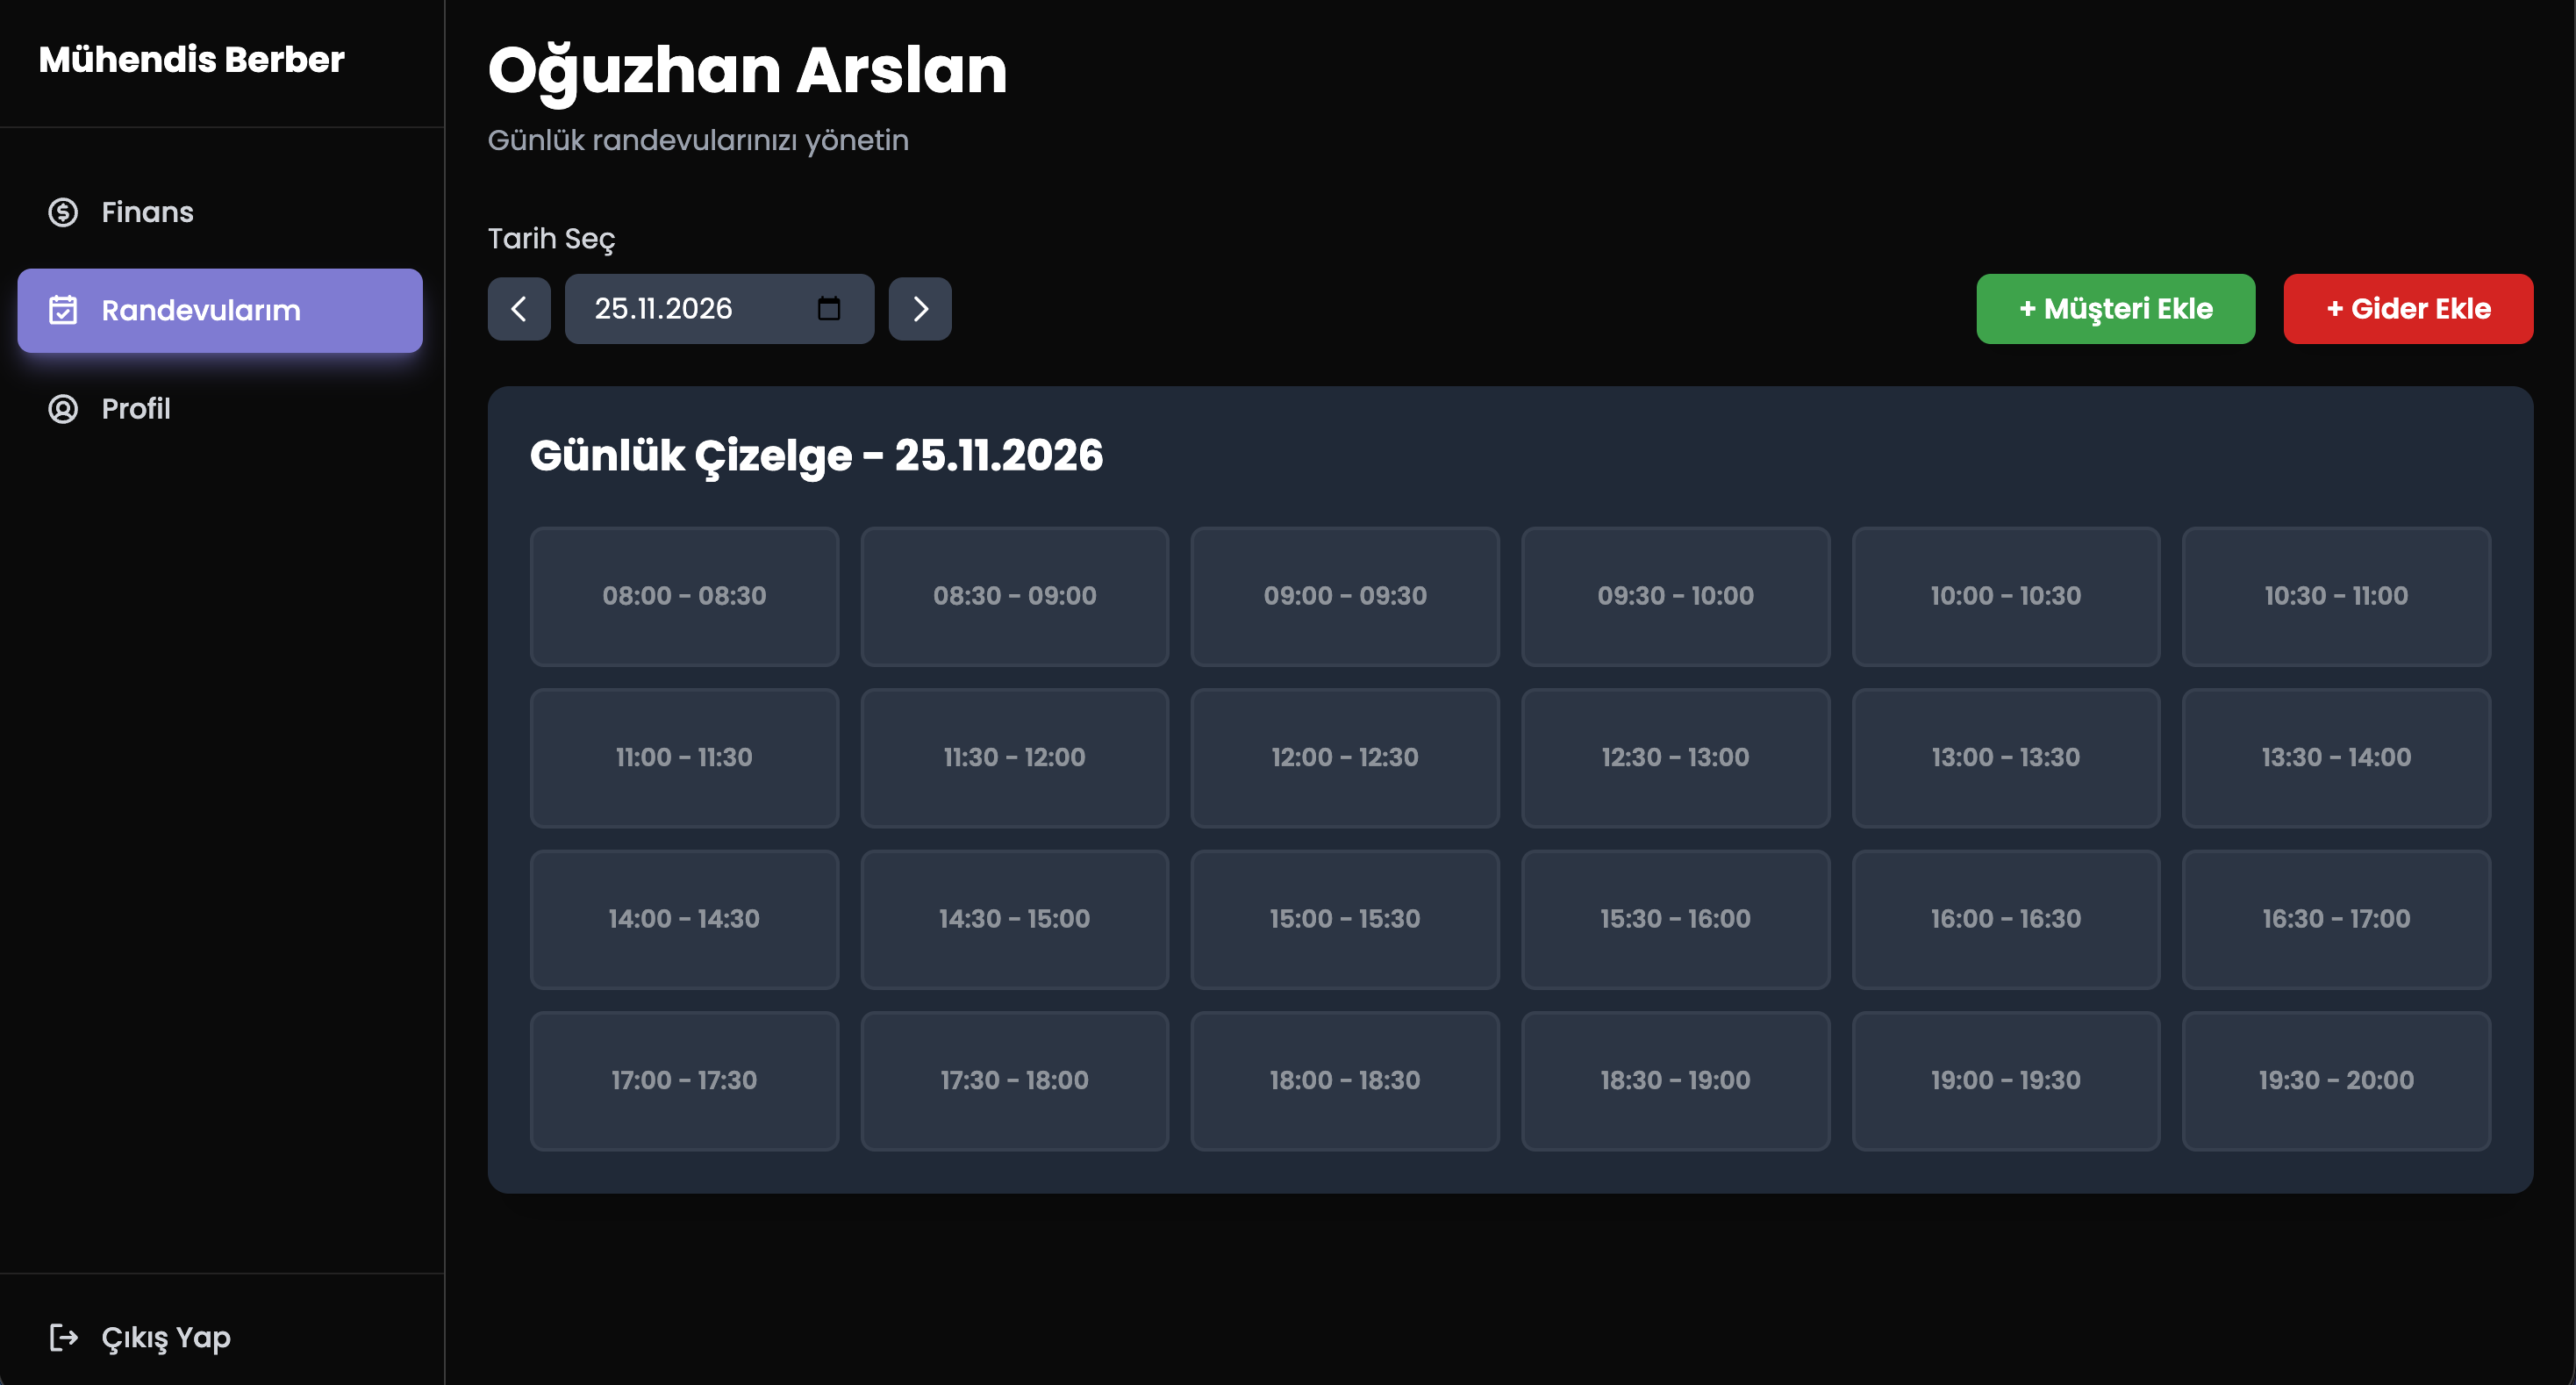 Mühendis Berber
Finans
Randevularım
Profil
Çıkış Yap
Oğuzhan Arslan
Günlük randevularınızı yönetin
Tarih Seç
25.11.2026
+ Müşteri Ekle
+ Gider Ekle
Günlük Çizelge - 25.11.2026
08:00 - 08:30
08:30 - 09:00
09:00 - 09:30
09:30 - 10:00
10:00 - 10:30
10:30 - 11:00
11:00 - 11:30
11:30 - 12:00
12:00 - 12:30
12:30 - 13:00
13:00 - 13:30
13:30 - 14:00
14:00 - 14:30
14:30 - 15:00
15:00 - 15:30
15:30 - 16:00
16:00 - 16:30
16:30 - 17:00
17:00 - 17:30
17:30 - 18:00
18:00 - 18:30
18:30 - 19:00
19:00 - 19:30
19:30 - 20:00